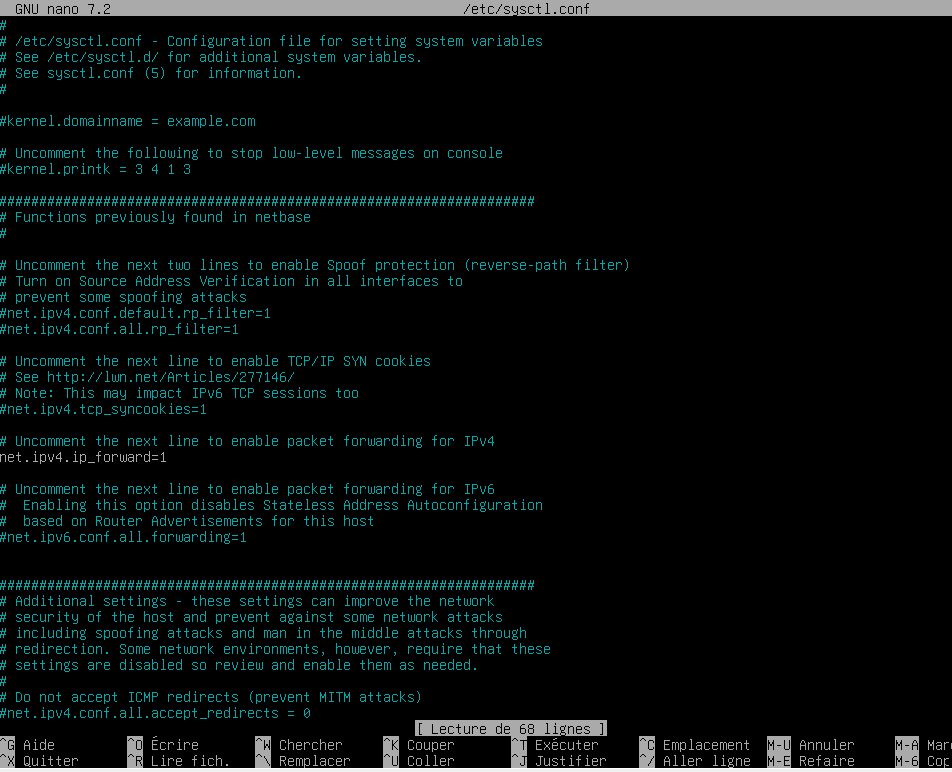 GNU nano 7.2 /etc/sysctl.conf
#
# /etc/sysctl.conf - Configuration file for setting system variables
# See /etc/sysctl.d/ for additional system variables.
# See sysctl.conf (5) for information.
#
#kernel.domainname = example.com
# Uncomment the following to stop low-level messages on console
#kernel.printk = 3 4 1 3
###################################################################
# Functions previously found in netbase
#
# Uncomment the next two lines to enable Spoof protection (reverse-path filter)
# Turn on Source Address Verification in all interfaces to
# prevent some spoofing attacks
#net.ipv4.conf.default.rp_filter=1
#net.ipv4.conf.all.rp_filter=1
# Uncomment the next line to enable TCP/IP SYN cookies
# See http://lwn.net/Articles/277146/
# Note: This may impact IPv6 TCP sessions too
#net.ipv4.tcp_syncookies=1
# Uncomment the next line to enable packet forwarding for IPv4
net.ipv4.ip_forward=1
# Uncomment the next line to enable packet forwarding for IPv6
#  Enabling this option disables Stateless Address Autoconfiguration
#  based on Router Advertisements for this host
#net.ipv6.conf.all.forwarding=1
###################################################################
# Additional settings - these settings can improve the network
# security of the host and prevent against some network attacks
# including spoofing attacks and man in the middle attacks through
# redirection. Some network environments, however, require that these
# settings are disabled so review and enable them as needed.
#
# Do not accept ICMP redirects (prevent MITM attacks)
#net.ipv4.conf.all.accept_redirects = 0
[ Lecture de 68 lignes ]
^G Aide ^O Écrire ^W Chercher ^K Couper ^T Exécuter ^C Emplacement M-U Annuler M-A Mar
^X Quitter ^R Lire fich. ^\ Remplacer ^U Coller ^J Justifier ^/ Aller ligne M-E Refaire M-6 Cop